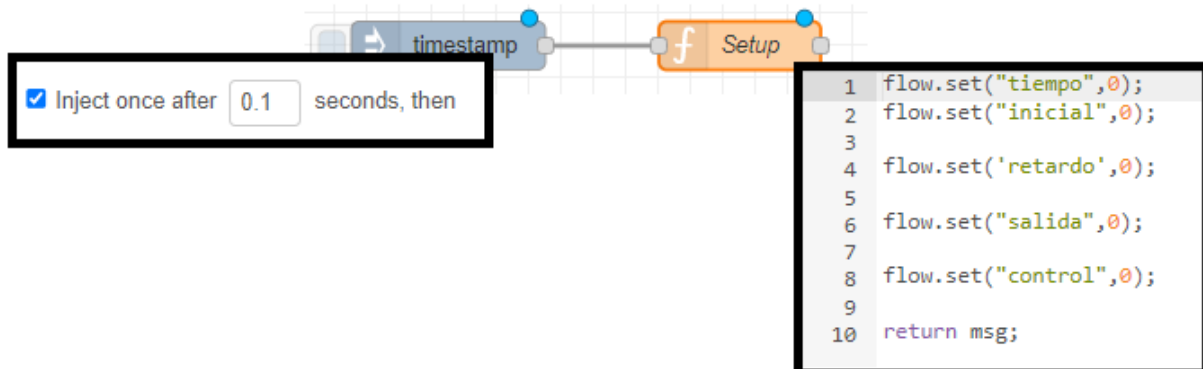 timestamp
Setup
Inject once after 0.1 seconds, then
1 flow.set("tiempo",0);
2 flow.set("inicial",0);
3
4 flow.set('retardo',0);
5
6 flow.set("salida",0);
7
8 flow.set("control",0);
9
10 return msg;